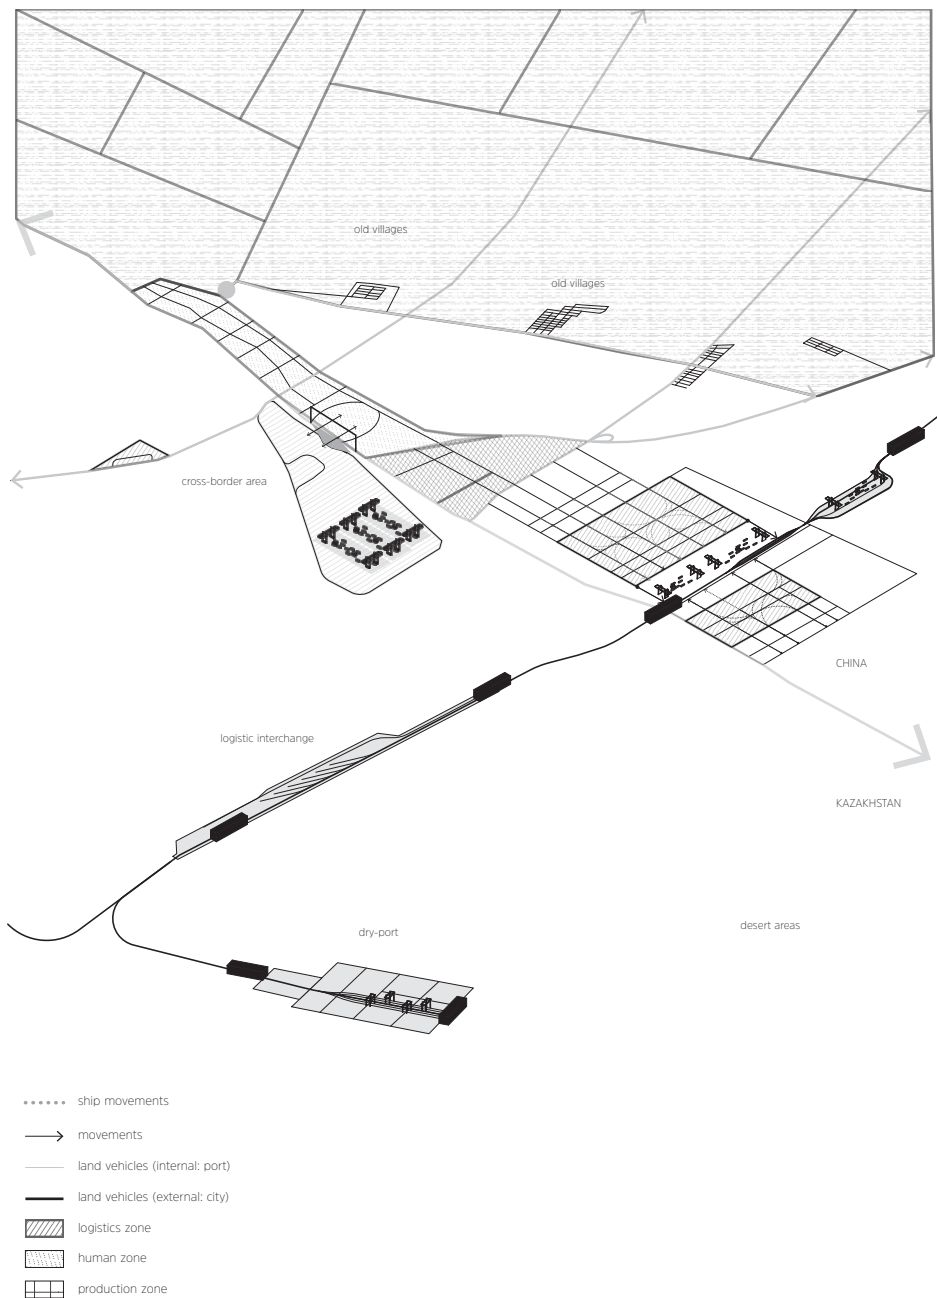 old villages
old villages
cross-border area
CHINA
logistic interchange
KAZAKHSTAN
desert areas
dry-port
ship movements
movements
land vehicles (internal: port)
land vehicles (external: city)
logistics zone
human zone
production zone